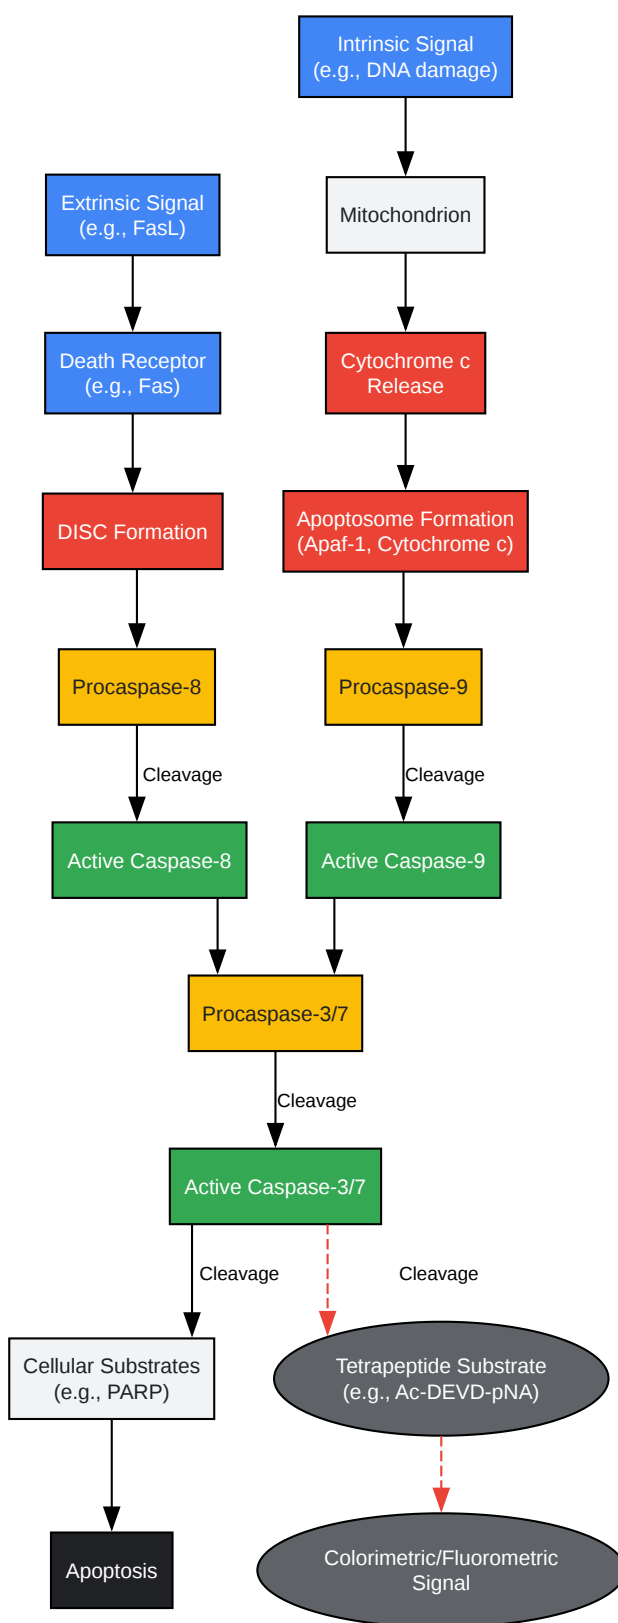 Intrinsic Signal
(e.g., DNA damage)
Extrinsic Signal
(e.g., FasL)
Mitochondrion
Death Receptor
(e.g., Fas)
Cytochrome c
Release
DISC Formation
Apoptosome Formation
(Apaf-1, Cytochrome c)
Procaspase-8
Procaspase-9
Cleavage
Cleavage
Active Caspase-8
Active Caspase-9
Procaspase-3/7
Cleavage
Active Caspase-3/7
Cleavage
Cleavage
Cellular Substrates
(e.g., PARP)
Tetrapeptide Substrate
(e.g., Ac-DEVD-pNA)
Apoptosis
Colorimetric/Fluorometric
Signal